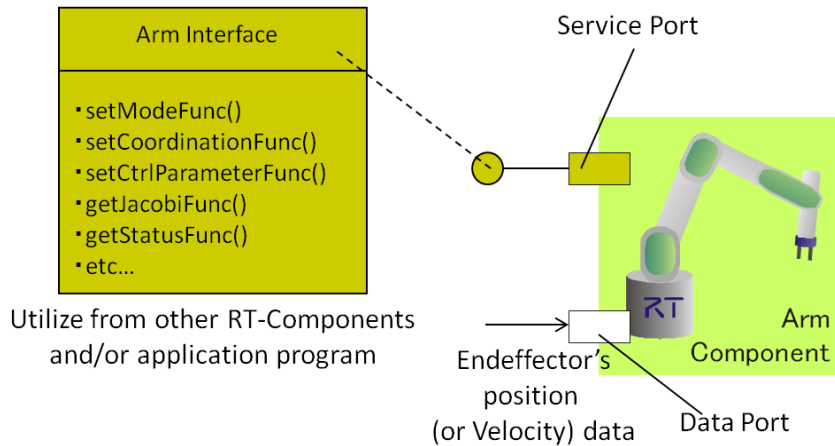 Arm Interface
・setModeFunc()
・setCoordinationFunc()
・setCtrlParameterFunc()
・getJacobiFunc()
・getStatusFunc()
・etc…
Utilize from other RT-Components
and/or application program
Service Port
RT
Arm
Component
Endeffector’s
position
(or Velocity) data
Data Port